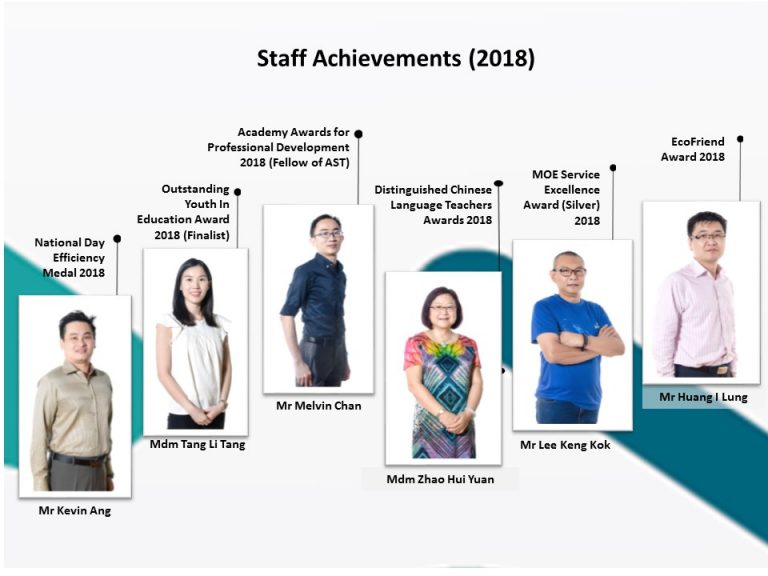 Staff Achievements (2018)
National Day
Efficiency
Medal 2018
Mr Kevin Ang
Outstanding
Youth In
Education Award
2018 (Finalist)
Mdm Tang Li Tang
Academy Awards for
Professional Development
2018 (Fellow of AST)
Mr Melvin Chan
Distinguished Chinese
Language Teachers
Awards 2018
Mdm Zhao Hui Yuan
MOE Service
Excellence
Award (Silver)
2018
Mr Lee Keng Kok
EcoFriend
Award 2018
Mr Huang I Lung